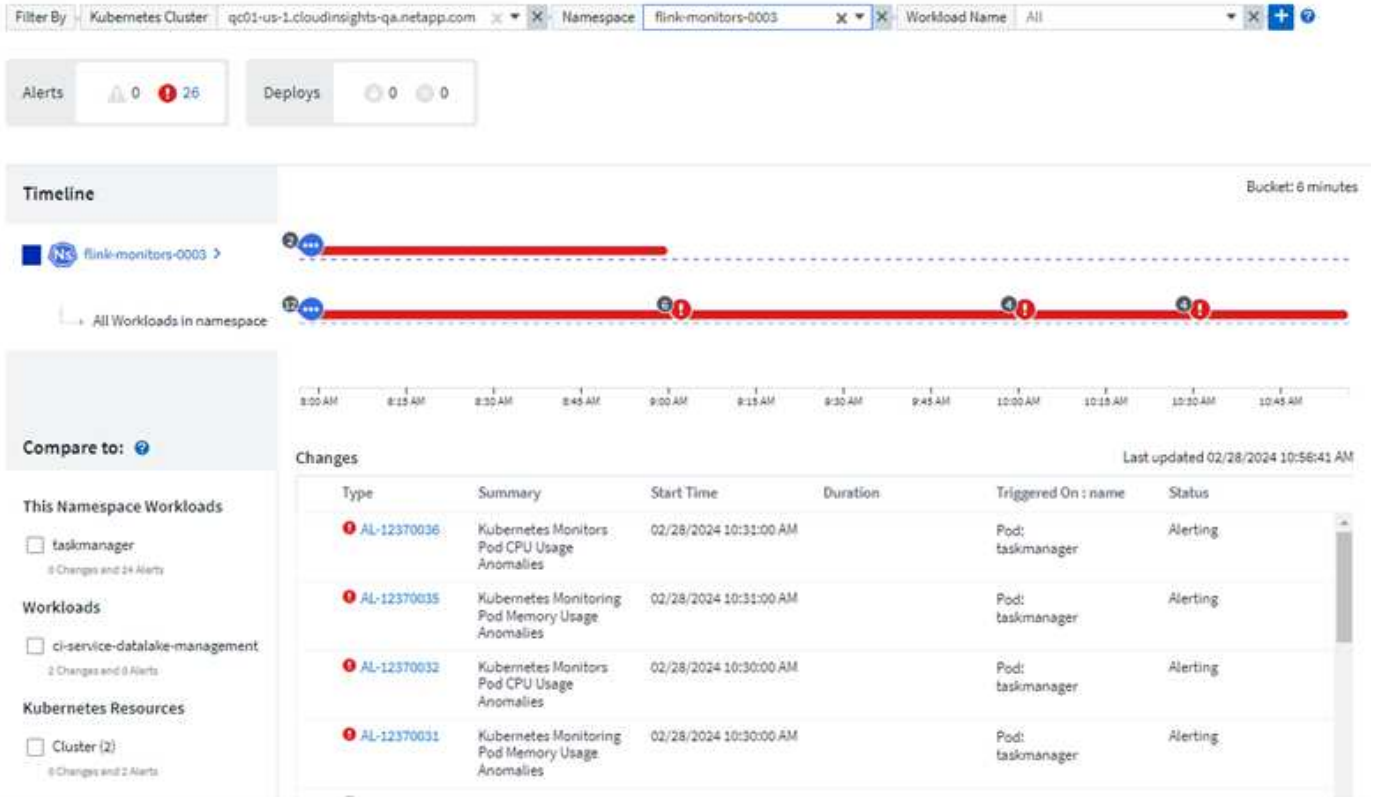 Filter By Kubernetes Cluster qc01-us-1.cloudinsights-qa.netapp.com Namespace flink-monitors-0003 Workload Name All
Alerts 0 26 Deploys 0 0
Timeline
Bucket: 6 minutes
NS flink-monitors-0003
2
All Workloads in namespace
12 6 4 4
8:00 AM 8:15 AM 8:30 AM 8:45 AM 9:00 AM 9:15 AM 9:30 AM 9:45 AM 10:00 AM 10:15 AM 10:30 AM 10:45 AM
Compare to:
This Namespace Workloads
taskmanager
0 Changes and 24 Alerts
Workloads
ci-service-datalake-management
2 Changes and 0 Alerts
Kubernetes Resources
Cluster (2)
0 Changes and 2 Alerts
Changes
Last updated 02/28/2024 10:56:41 AM
Type Summary Start Time Duration Triggered On : name Status
AL-12370036 Kubernetes Monitors 02/28/2024 10:31:00 AM Pod: Alerting
Pod CPU Usage taskmanager
Anomalies
AL-12370035 Kubernetes Monitoring 02/28/2024 10:31:00 AM Pod: Alerting
Pod Memory Usage taskmanager
Anomalies
AL-12370032 Kubernetes Monitors 02/28/2024 10:30:00 AM Pod: Alerting
Pod CPU Usage taskmanager
Anomalies
AL-12370031 Kubernetes Monitoring 02/28/2024 10:30:00 AM Pod: Alerting
Pod Memory Usage taskmanager
Anomalies